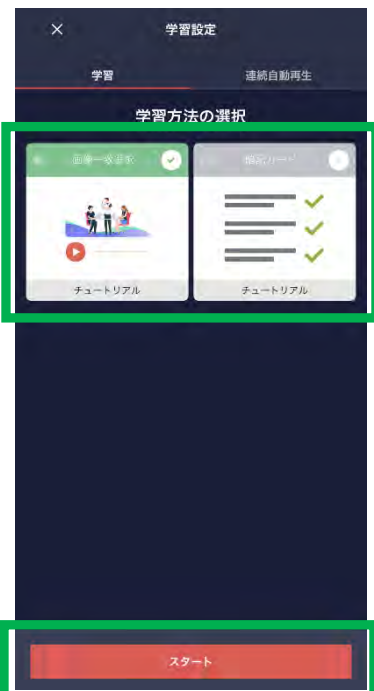 × 学習設定
学習 連続自動再生
学習方法の選択
チュートリアル チュートリアル
スタート